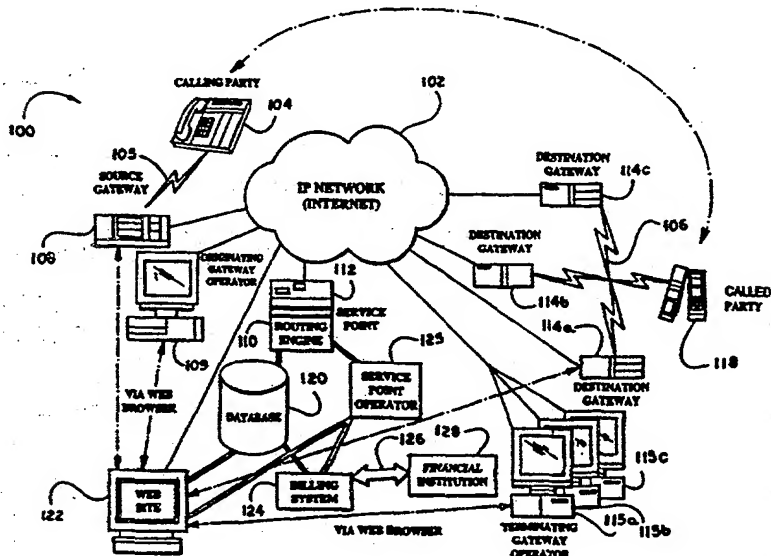 CALLING PARTY
104
102
100
105
SOURCE
GATEWAY
IP NETWORK
(INTERNET)
DESTINATION
GATEWAY
114c
DESTINATION
GATEWAY
106
108
ORIGINATING
GATEWAY
OPERATOR
112
114b
CALLED
PARTY
118
SERVICE
POINT
110
ROUTING
ENGINE
114a
109
125
VIA WEB
BROWSER
120
DATABASE
SERVICE
POINT
OPERATOR
DESTINATION
GATEWAY
126
128
122
WEB
SITE
124
BILLING
SYSTEM
FINANCIAL
INSTITUTION
115c
VIA WEB BROWSER
115a
115b
TERMINATING
GATEWAY
OPERATOR